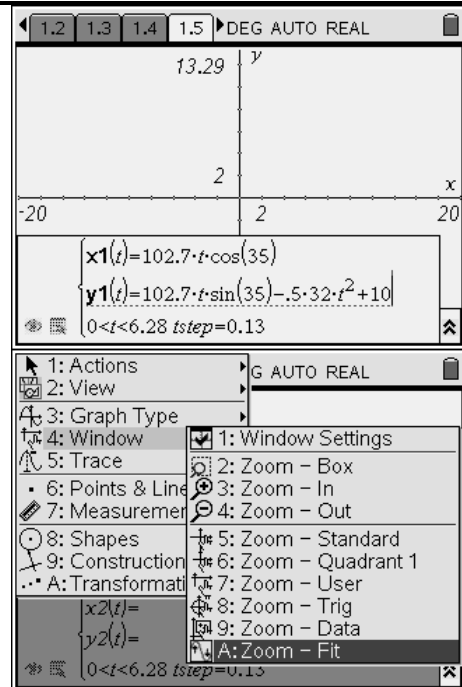 1.2 1.3 1.4 1.5 DEG AUTO REAL
13.29 y
2
x
-20 2 20
x1(t)=102.7·t·cos(35)
y1(t)=102.7·t·sin(35)-.5·32·t²+10
0<t<6.28 tstep=0.13
1: Actions
G AUTO REAL
2: View
3: Graph Type
4: Window
1: Window Settings
5: Trace
2: Zoom – Box
6: Points & Line
3: Zoom – In
7: Measuremer
4: Zoom – Out
8: Shapes
5: Zoom – Standard
9: Construction
6: Zoom – Quadrant 1
A: Transformati
7: Zoom – User
8: Zoom – Trig
x2(t)=
9: Zoom – Data
y2(t)=
A: Zoom – Fit
0<t<6.28 tstep=0.13